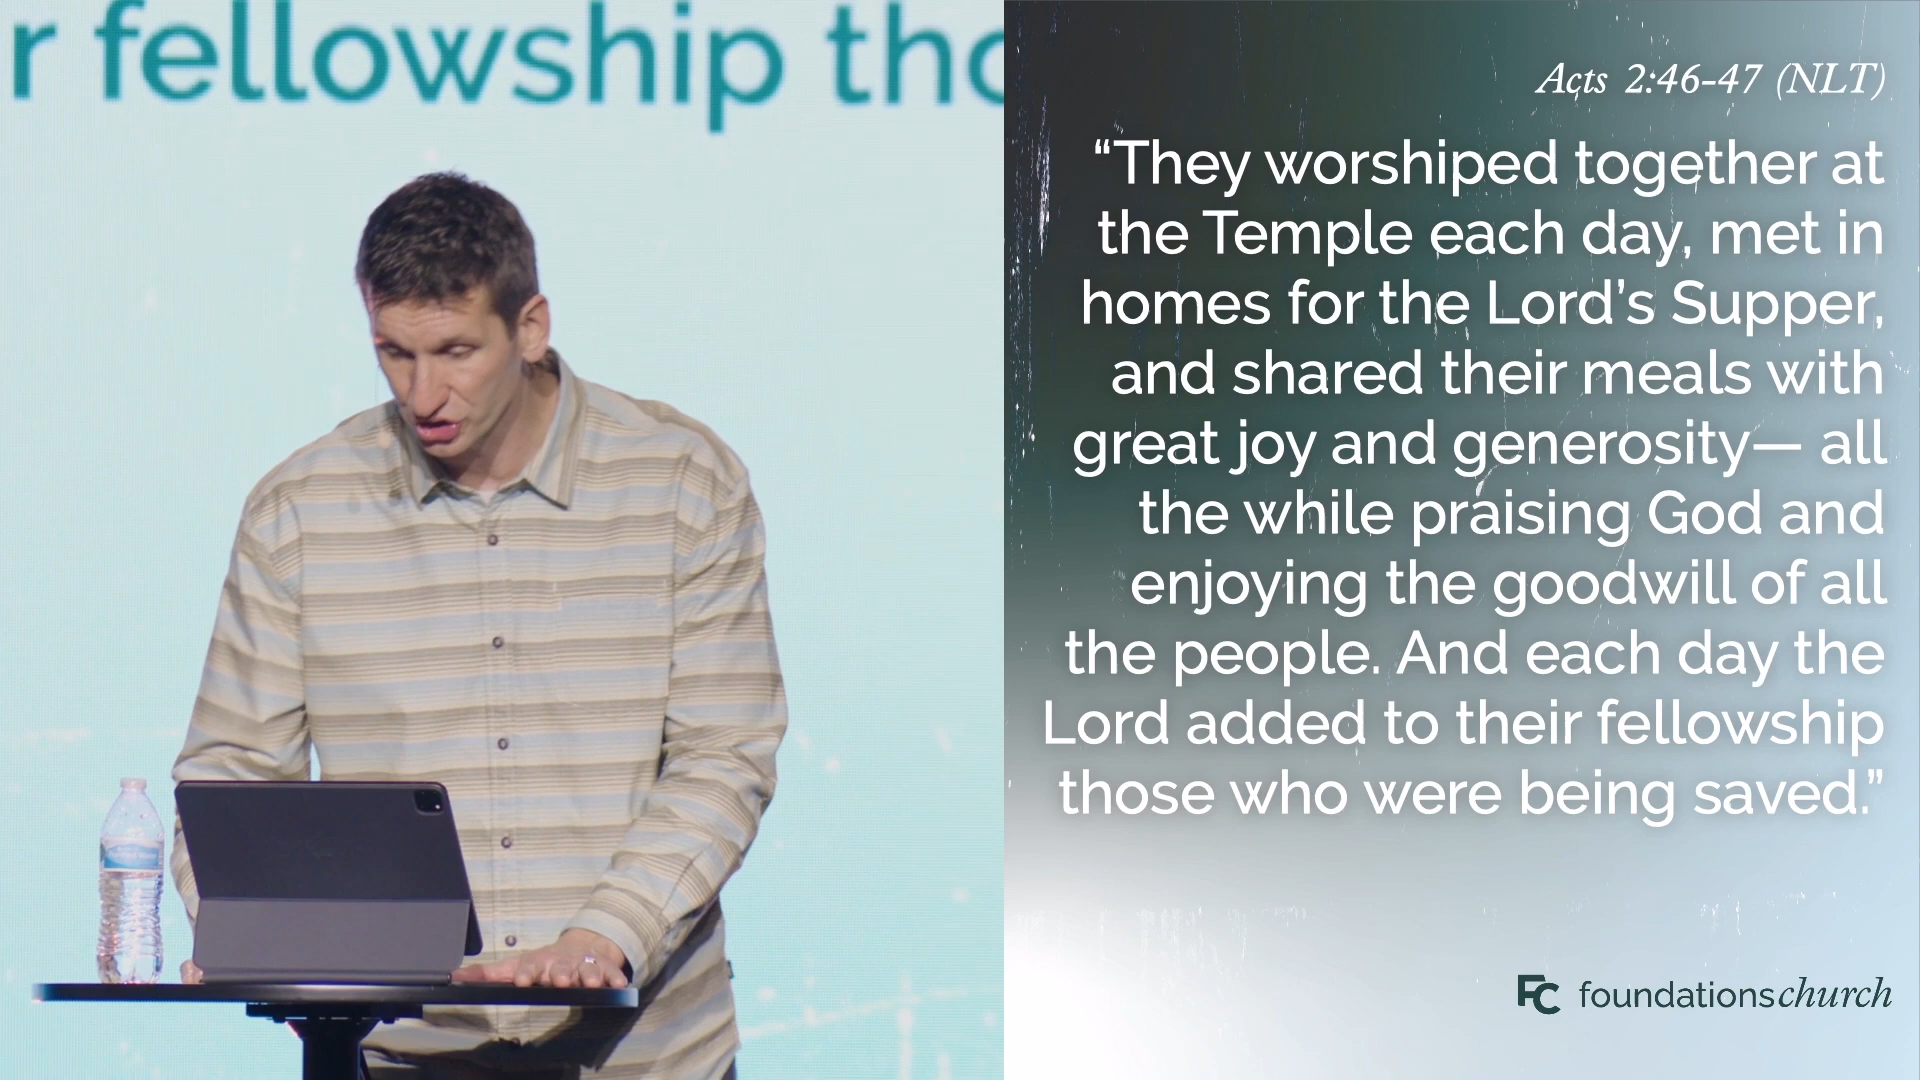 r fellowship tho
Acts 2:46-47 (NLT)
“They worshiped together at
the Temple each day, met in
homes for the Lord’s Supper,
and shared their meals with
great joy and generosity— all
the while praising God and
enjoying the goodwill of all
the people. And each day the
Lord added to their fellowship
those who were being saved.”
FC foundationschurch